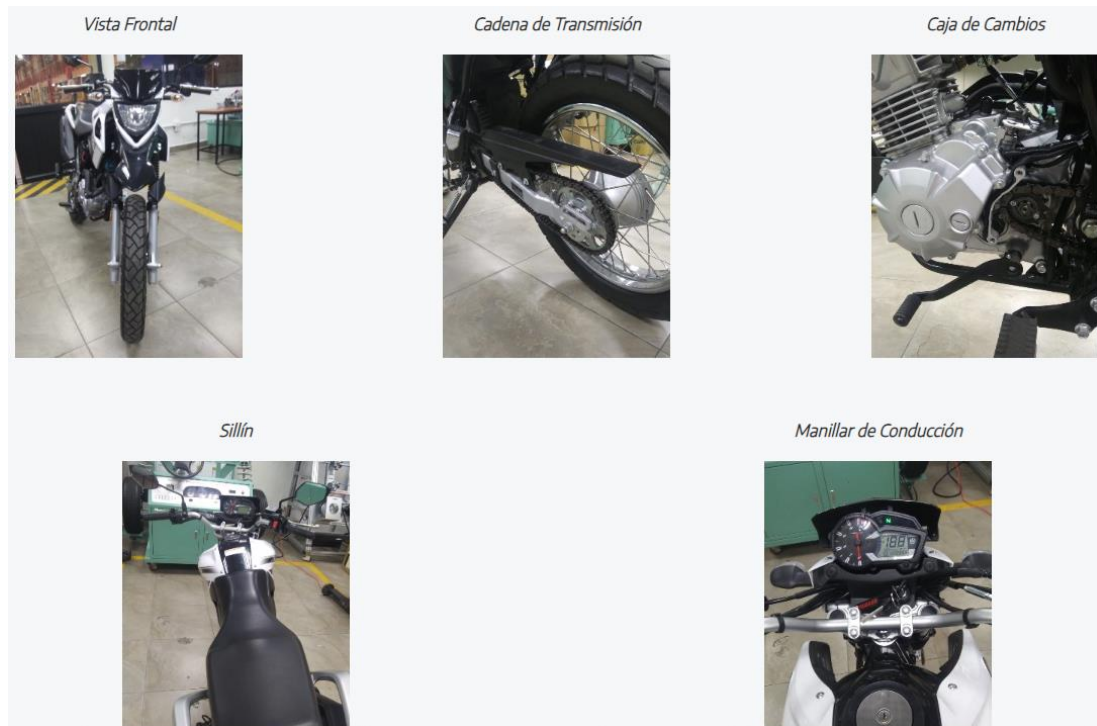 Vista Frontal
Cadena de Transmisión
Caja de Cambios
Sillín
Manillar de Conducción